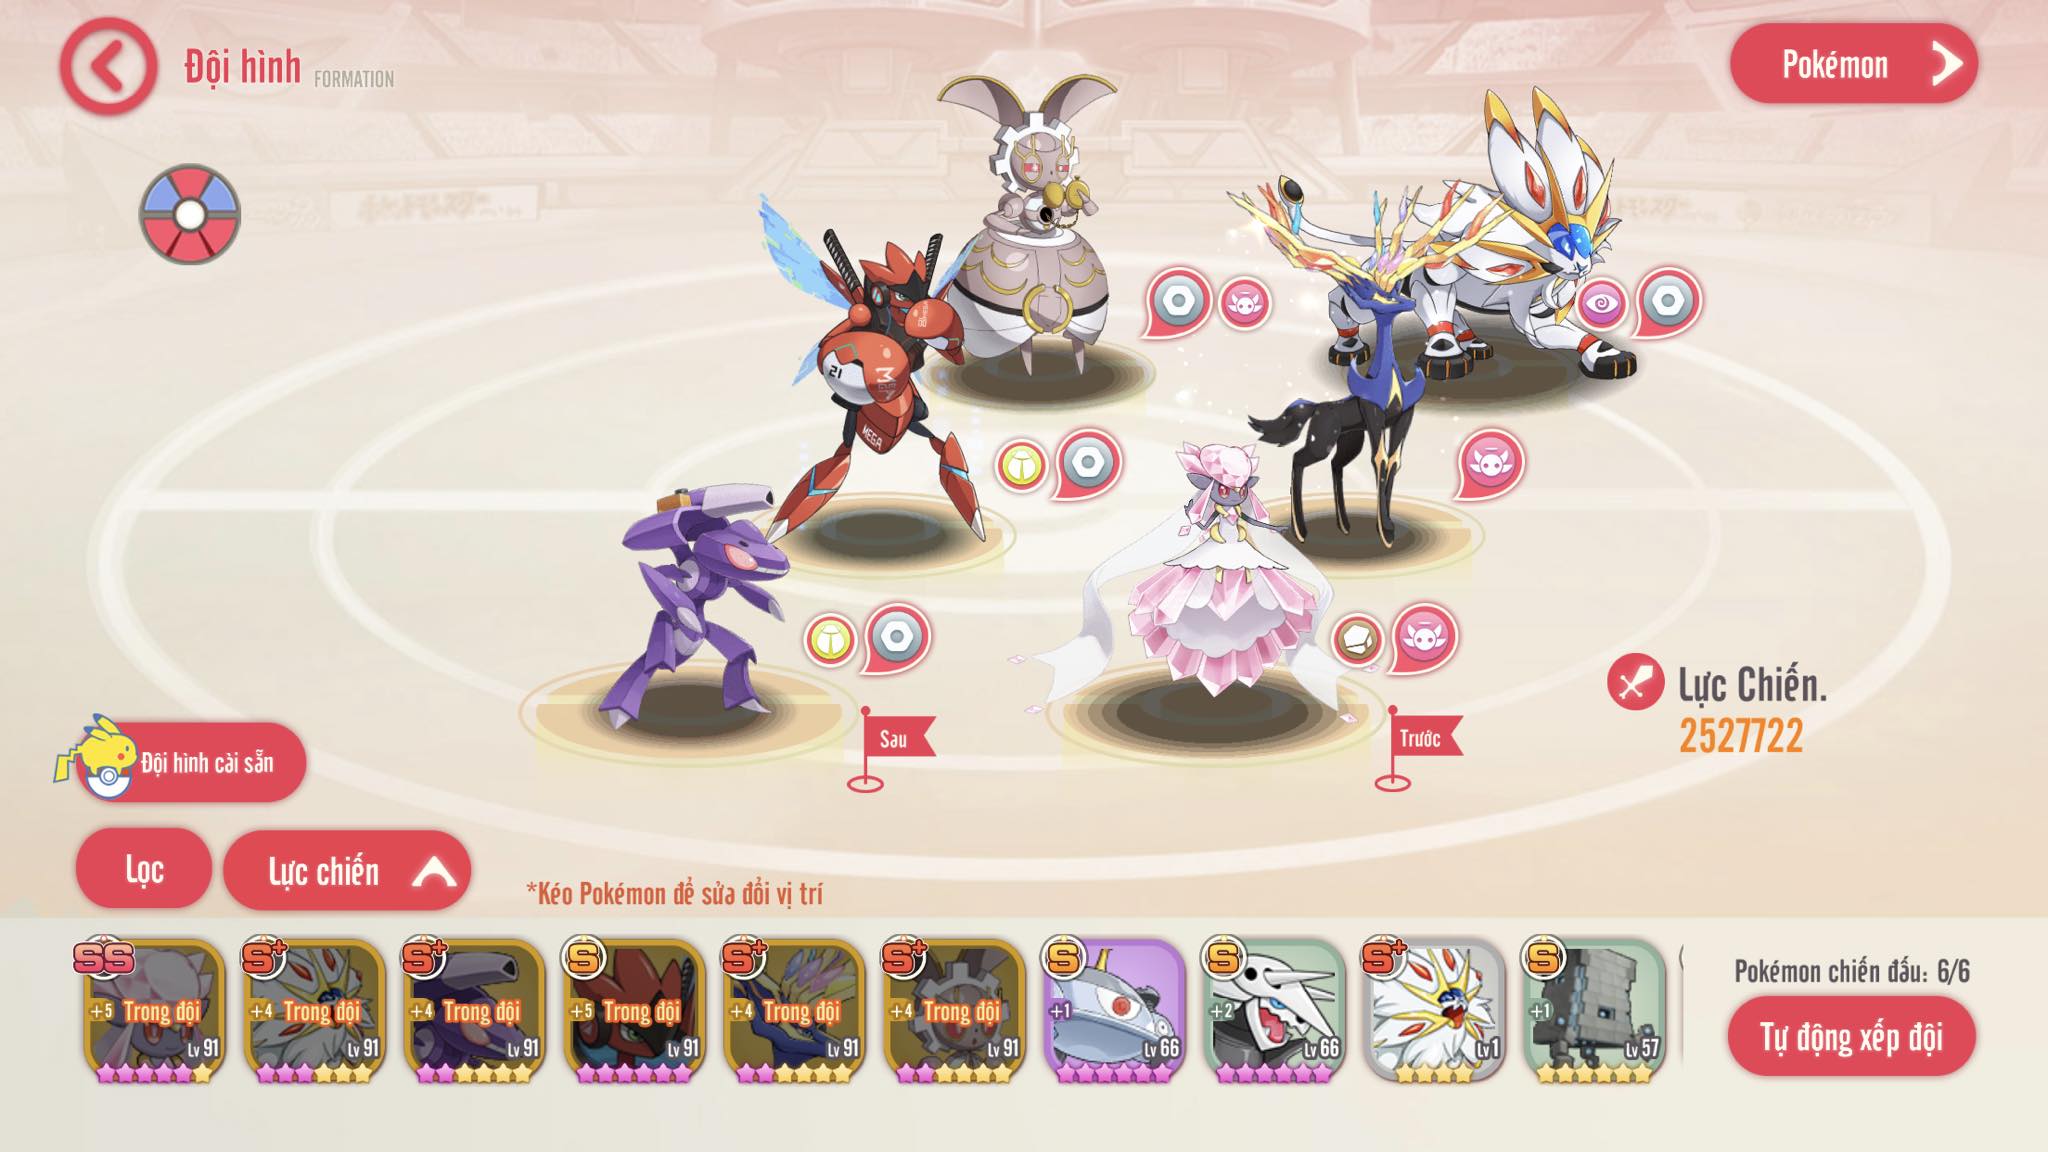 Đội hình FORMATION
Pokémon
21
MEGA
Sau
Trước
Lực Chiến.
2527722
Đội hình cài sẵn
Lọc
Lực chiến
*Kéo Pokémon để sửa đổi vị trí
SS S+ S+ S S+ S+ S S S+ S
+5 Trong đội +4 Trong đội +4 Trong đội +5 Trong đội +4 Trong đội +4 Trong đội +1 +2 +1
Lv 91 Lv 91 Lv 91 Lv 91 Lv 91 Lv 91 Lv 66 Lv 66 Lv 1 Lv 57
Pokémon chiến đấu: 6/6
Tự động xếp đội